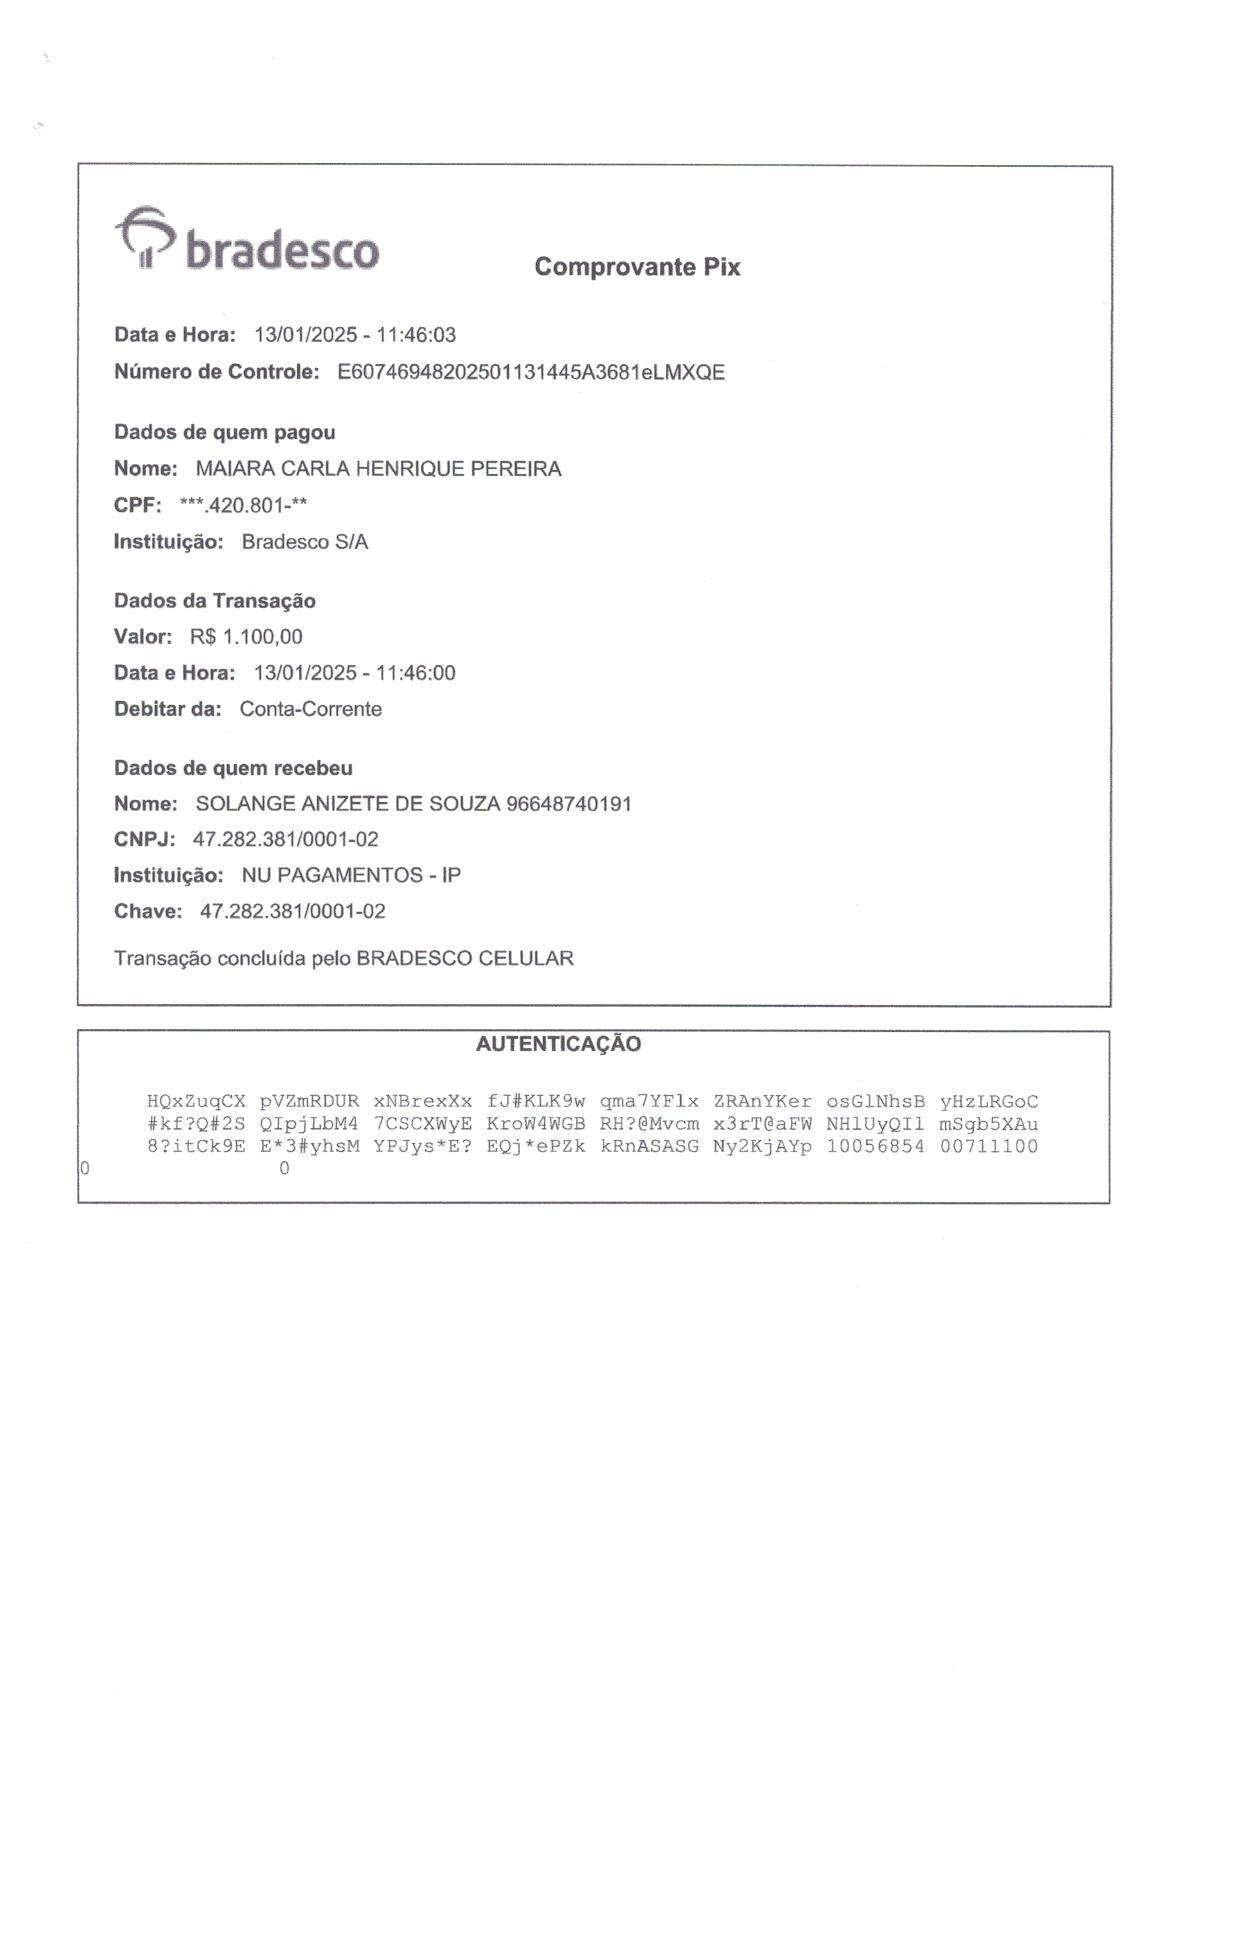 bradesco
Comprovante Pix
Data e Hora: 13/01/2025 - 11:46:03
Número de Controle: E60746948202501131445A3681eLMXQE
Dados de quem pagou
Nome: MAIARA CARLA HENRIQUE PEREIRA
CPF: ***.420.801-**
Instituição: Bradesco S/A
Dados da Transação
Valor: R$ 1.100,00
Data e Hora: 13/01/2025 - 11:46:00
Debitar da: Conta-Corrente
Dados de quem recebeu
Nome: SOLANGE ANIZETE DE SOUZA 96648740191
CNPJ: 47.282.381/0001-02
Instituição: NU PAGAMENTOS - IP
Chave: 47.282.381/0001-02
Transação concluída pelo BRADESCO CELULAR
AUTENTICAÇÃO
HQxZuqCX pVZmRDUR xNBrexXx fJ#KLK9w qma7YFlx ZRAnYKer osGlNhsB yHzLRGoC
#kf?Q#2S QIpjLbM4 7CSCXWyE KroW4WGB RH?@Mvcm x3rT@aFW NHlUyQIl mSgb5XAu
8?itCk9E E*3#yhsM YPJys*E? EQj*ePZk kRnASASG Ny2KjAYp 10056854 00711100
0 0